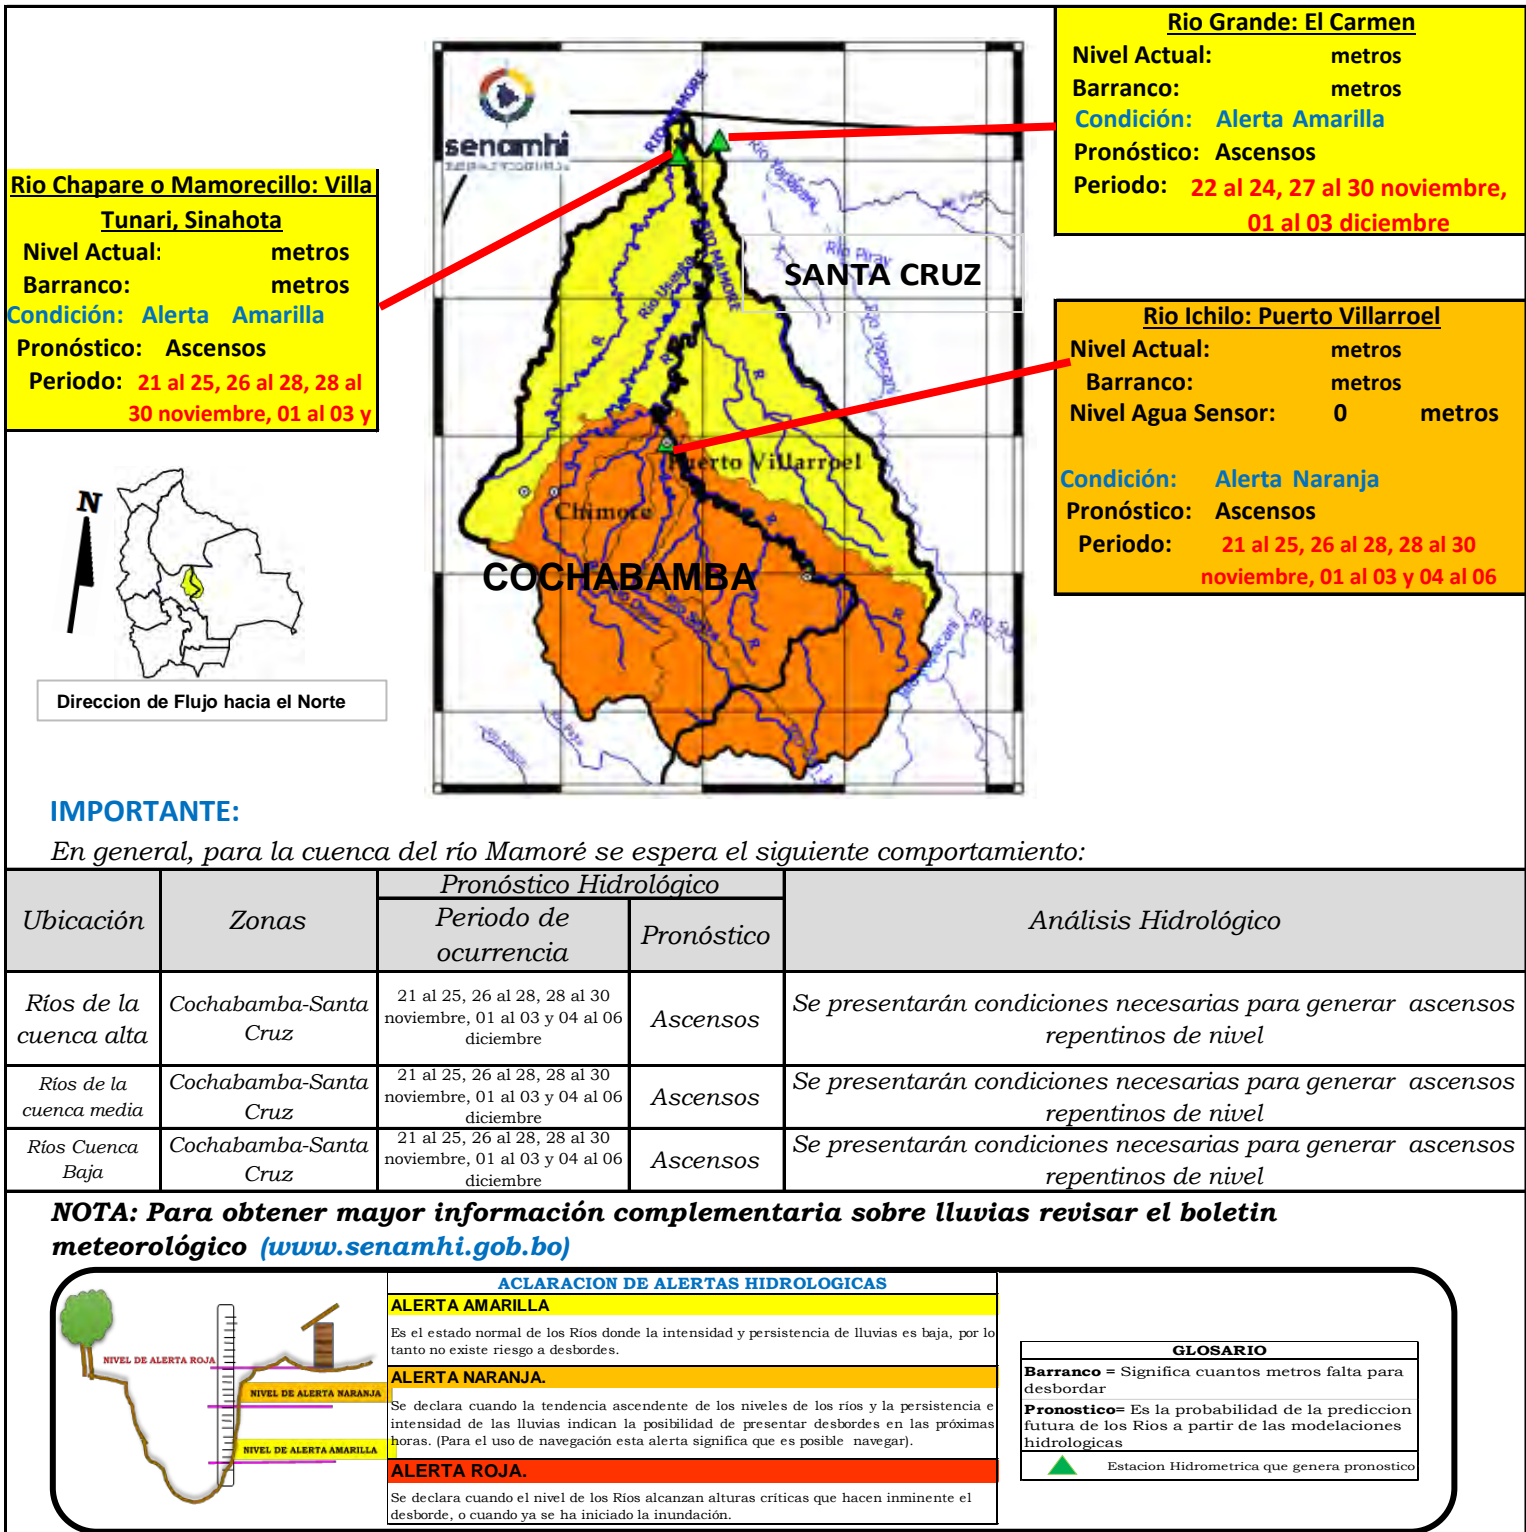 Rio Grande: El Carmen
Nivel Actual: metros
Barranco: metros
Condición: Alerta Amarilla
Pronóstico: Ascensos
Periodo: 22 al 24, 27 al 30 noviembre,
01 al 03 diciembre
Rio Chapare o Mamorecillo: Villa
Tunari, Sinahota
Nivel Actual: metros
Barranco: metros
Condición: Alerta Amarilla
Pronóstico: Ascensos
Periodo: 21 al 25, 26 al 28, 28 al
30 noviembre, 01 al 03 y
Rio Ichilo: Puerto Villarroel
Nivel Actual: metros
Barranco: metros
Nivel Agua Sensor: 0 metros
Condición: Alerta Naranja
Pronóstico: Ascensos
Periodo: 21 al 25, 26 al 28, 28 al 30
noviembre, 01 al 03 y 04 al 06
senamhi
RIO MAMORE
RIO MAMORE
Rio Yapacani
Rio Piray
SANTA CRUZ
Rio Yapacani
Puerto Villarroel
Chimore
COCHABAMBA
N
Direccion de Flujo hacia el Norte
IMPORTANTE:
En general, para la cuenca del río Mamoré se espera el siguiente comportamiento:
Ubicación
Zonas
Pronóstico Hidrológico
Periodo de
ocurrencia
Pronóstico
Análisis Hidrológico
Ríos de la
cuenca alta
Cochabamba-Santa
Cruz
21 al 25, 26 al 28, 28 al 30
noviembre, 01 al 03 y 04 al 06
diciembre
Ascensos
Se presentarán condiciones necesarias para generar ascensos
repentinos de nivel
Ríos de la
cuenca media
Cochabamba-Santa
Cruz
21 al 25, 26 al 28, 28 al 30
noviembre, 01 al 03 y 04 al 06
diciembre
Ascensos
Se presentarán condiciones necesarias para generar ascensos
repentinos de nivel
Ríos Cuenca
Baja
Cochabamba-Santa
Cruz
21 al 25, 26 al 28, 28 al 30
noviembre, 01 al 03 y 04 al 06
diciembre
Ascensos
Se presentarán condiciones necesarias para generar ascensos
repentinos de nivel
NOTA: Para obtener mayor información complementaria sobre lluvias revisar el boletin
meteorológico (www.senamhi.gob.bo)
NIVEL DE ALERTA ROJA
NIVEL DE ALERTA NARANJA
NIVEL DE ALERTA AMARILLA
ACLARACION DE ALERTAS HIDROLOGICAS
ALERTA AMARILLA
Es el estado normal de los Ríos donde la intensidad y persistencia de lluvias es baja, por lo
tanto no existe riesgo a desbordes.
ALERTA NARANJA.
Se declara cuando la tendencia ascendente de los niveles de los ríos y la persistencia e
intensidad de las lluvias indican la posibilidad de presentar desbordes en las próximas
horas. (Para el uso de navegación esta alerta significa que es posible navegar).
ALERTA ROJA.
Se declara cuando el nivel de los Ríos alcanzan alturas críticas que hacen inminente el
desborde, o cuando ya se ha iniciado la inundación.
GLOSARIO
Barranco = Significa cuantos metros falta para
desbordar
Pronostico= Es la probabilidad de la prediccion
futura de los Rios a partir de las modelaciones
hidrologicas
Estacion Hidrometrica que genera pronostico